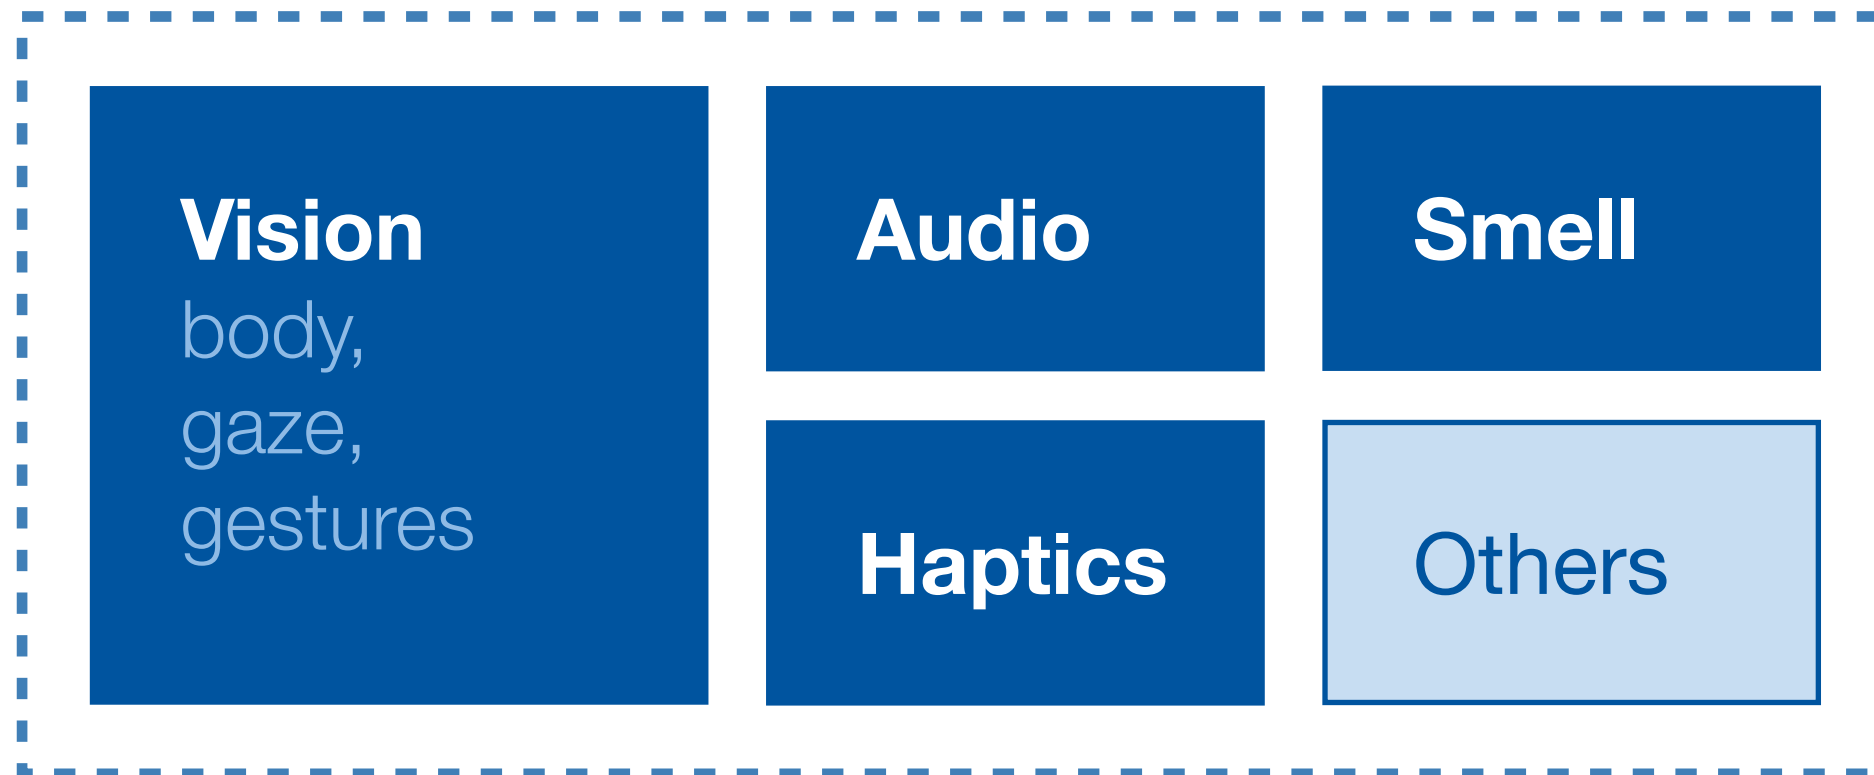 Vision
body,
gaze,
gestures
Audio
Smell
Haptics
Others